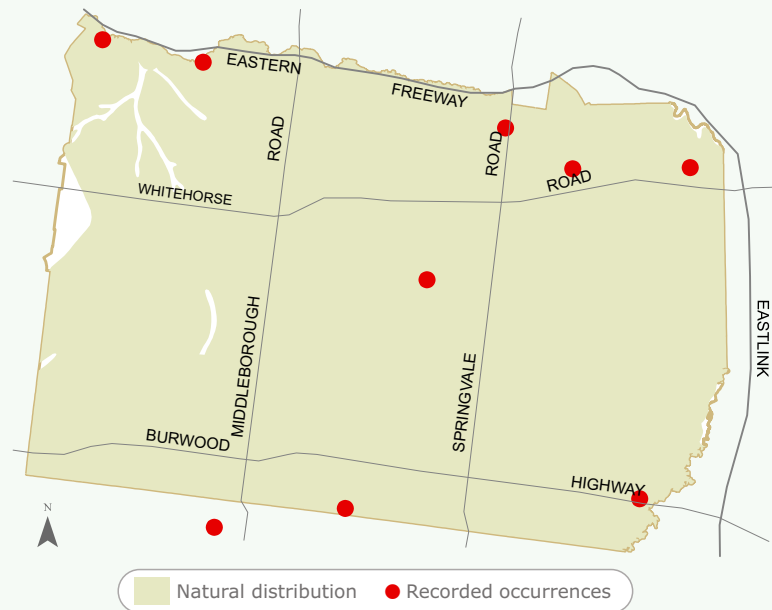 EASTERN
FREEWAY
ROAD
ROAD
WHITEHORSE
ROAD
MIDDLEBOROUGH
SPRINGVALE
EASTLINK
BURWOOD
HIGHWAY
N
Natural distribution
Recorded occurrences